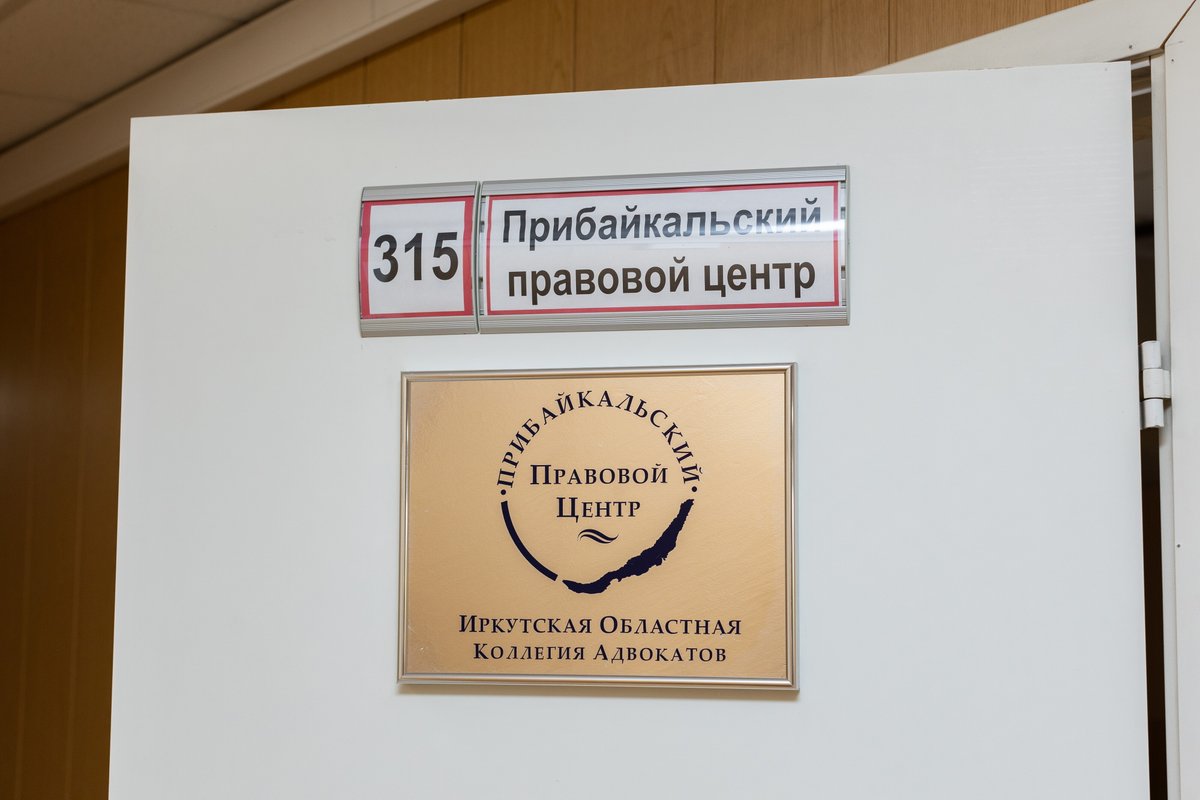 315
Прибайкальский
правовой центр
•ПРИБАЙКАЛЬСКИЙ•
ПРАВОВОЙ
ЦЕНТР
ИРКУТСКАЯ ОБЛАСТНАЯ
КОЛЛЕГИЯ АДВОКАТОВ